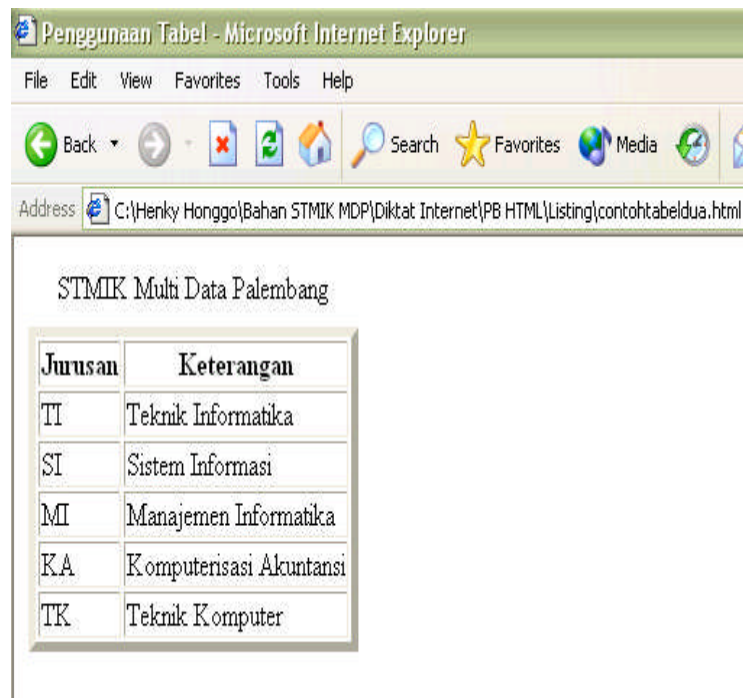 Penggunaan Tabel - Microsoft Internet Explorer
File Edit View Favorites Tools Help
Back Search Favorites Media
Address C:\Henky Honggo\Bahan STMIK MDP\Diktat Internet\PB HTML\Listing\contohtabeldua.html
STMIK Multi Data Palembang
Jurusan Keterangan
TI Teknik Informatika
SI Sistem Informasi
MI Manajemen Informatika
KA Komputerisasi Akuntansi
TK Teknik Komputer